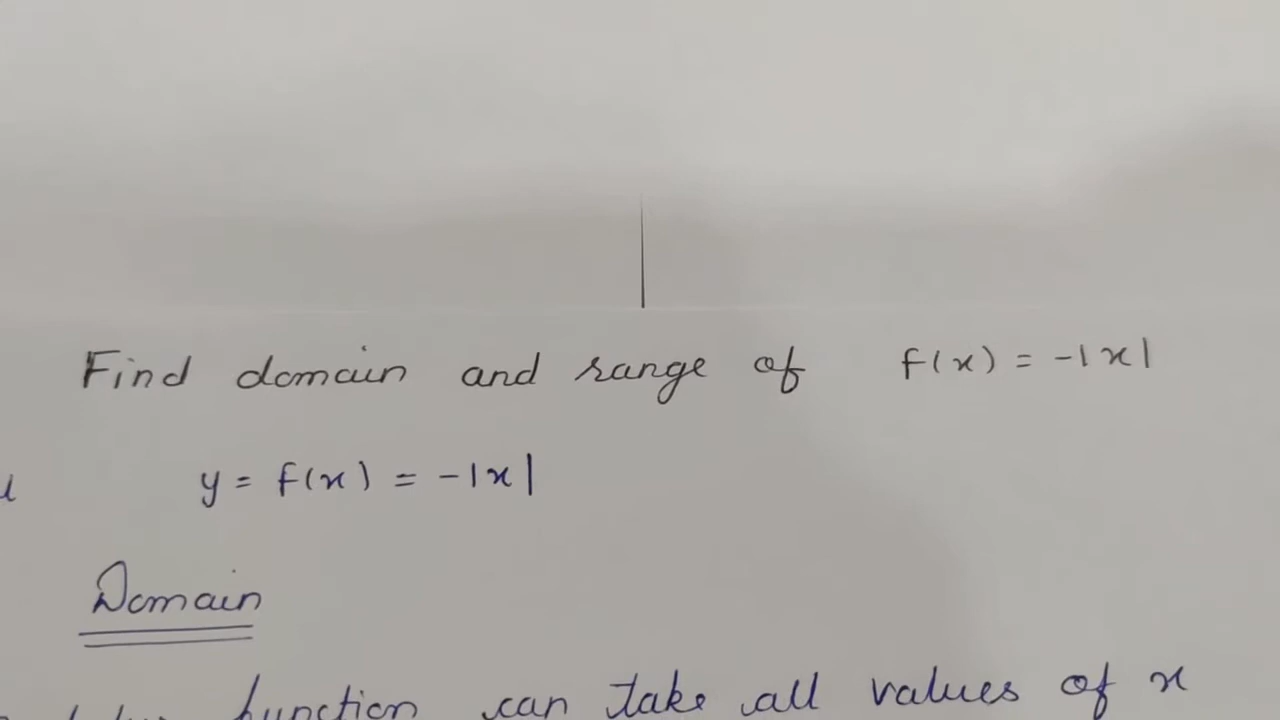 Find domain and range of f(x) = -|x|
y = f(x) = -|x|
Domain
function can take all values of x